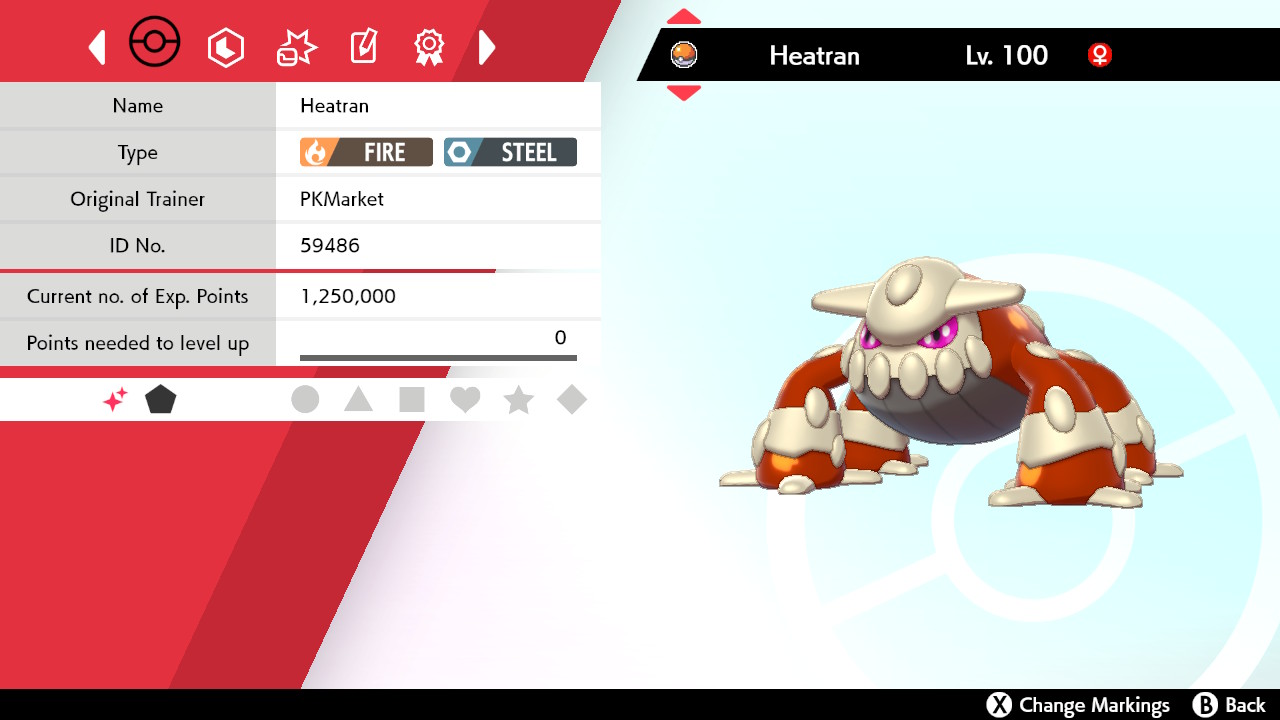 Heatran Lv. 100 ♀
Name Heatran
Type FIRE STEEL
Original Trainer PKMarket
ID No. 59486
Current no. of Exp. Points 1,250,000
Points needed to level up 0
X Change Markings B Back